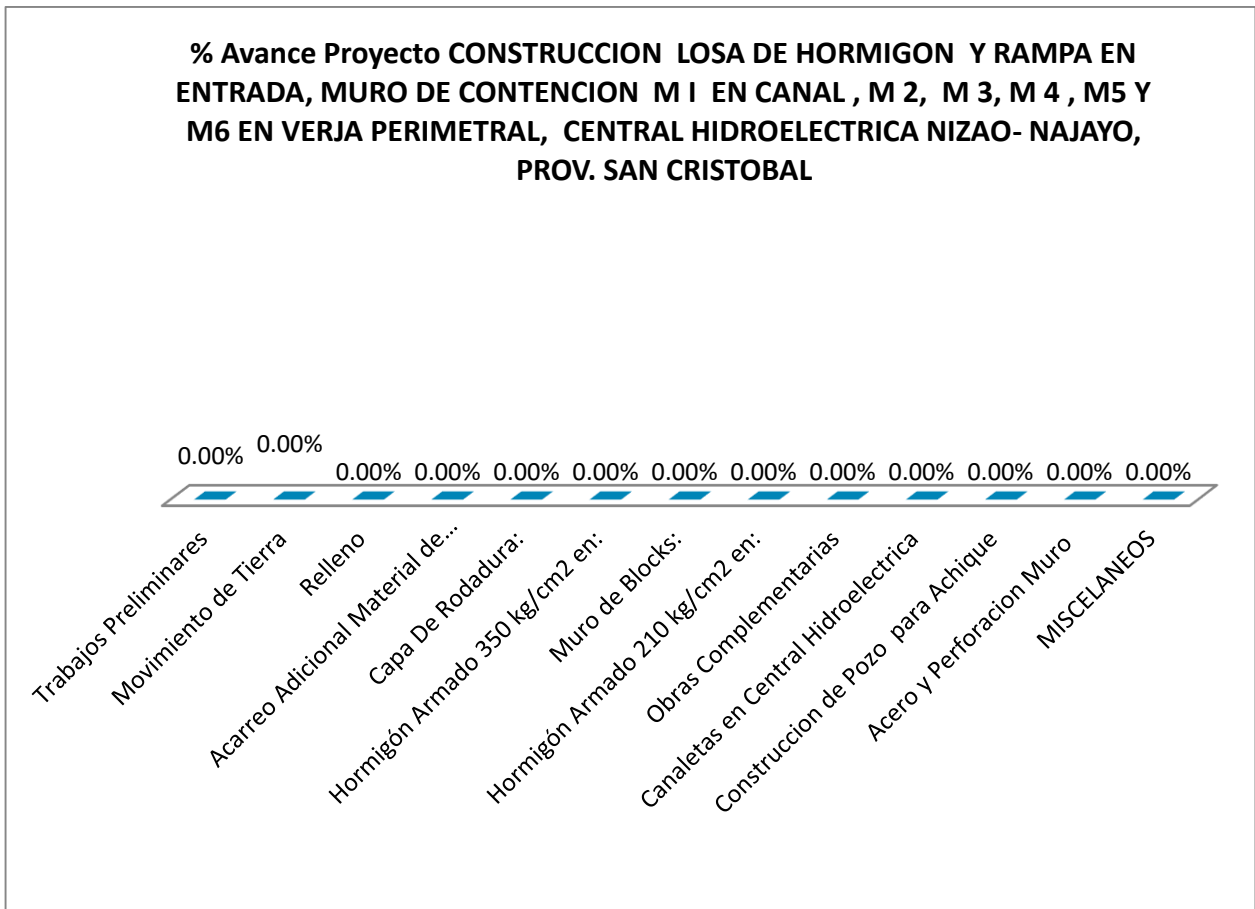 % Avance Proyecto CONSTRUCCION LOSA DE HORMIGON Y RAMPA EN
ENTRADA, MURO DE CONTENCION M I EN CANAL , M 2, M 3, M 4 , M5 Y
M6 EN VERJA PERIMETRAL, CENTRAL HIDROELECTRICA NIZAO- NAJAYO,
PROV. SAN CRISTOBAL
0.00%
0.00%
0.00%
0.00%
0.00%
0.00%
0.00%
0.00%
0.00%
0.00%
0.00%
0.00%
0.00%
Trabajos Preliminares
Movimiento de Tierra
Relleno
Acarreo Adicional Material de...
Capa De Rodadura:
Hormigón Armado 350 kg/cm2 en:
Muro de Blocks:
Hormigón Armado 210 kg/cm2 en:
Obras Complementarias
Canaletas en Central Hidroelectrica
Construccion de Pozo para Achique
Acero y Perforacion Muro
MISCELANEOS